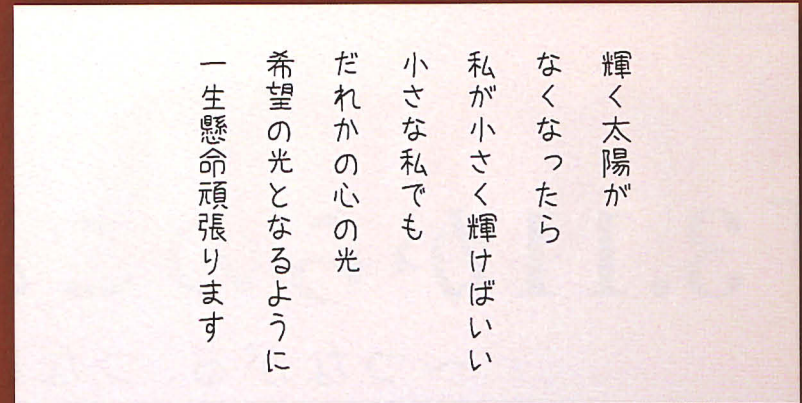 輝く太陽が
なくなったら
私が小さく輝けばいい
小さな私でも
だれかの心の光
希望の光となるように
一生懸命頑張ります